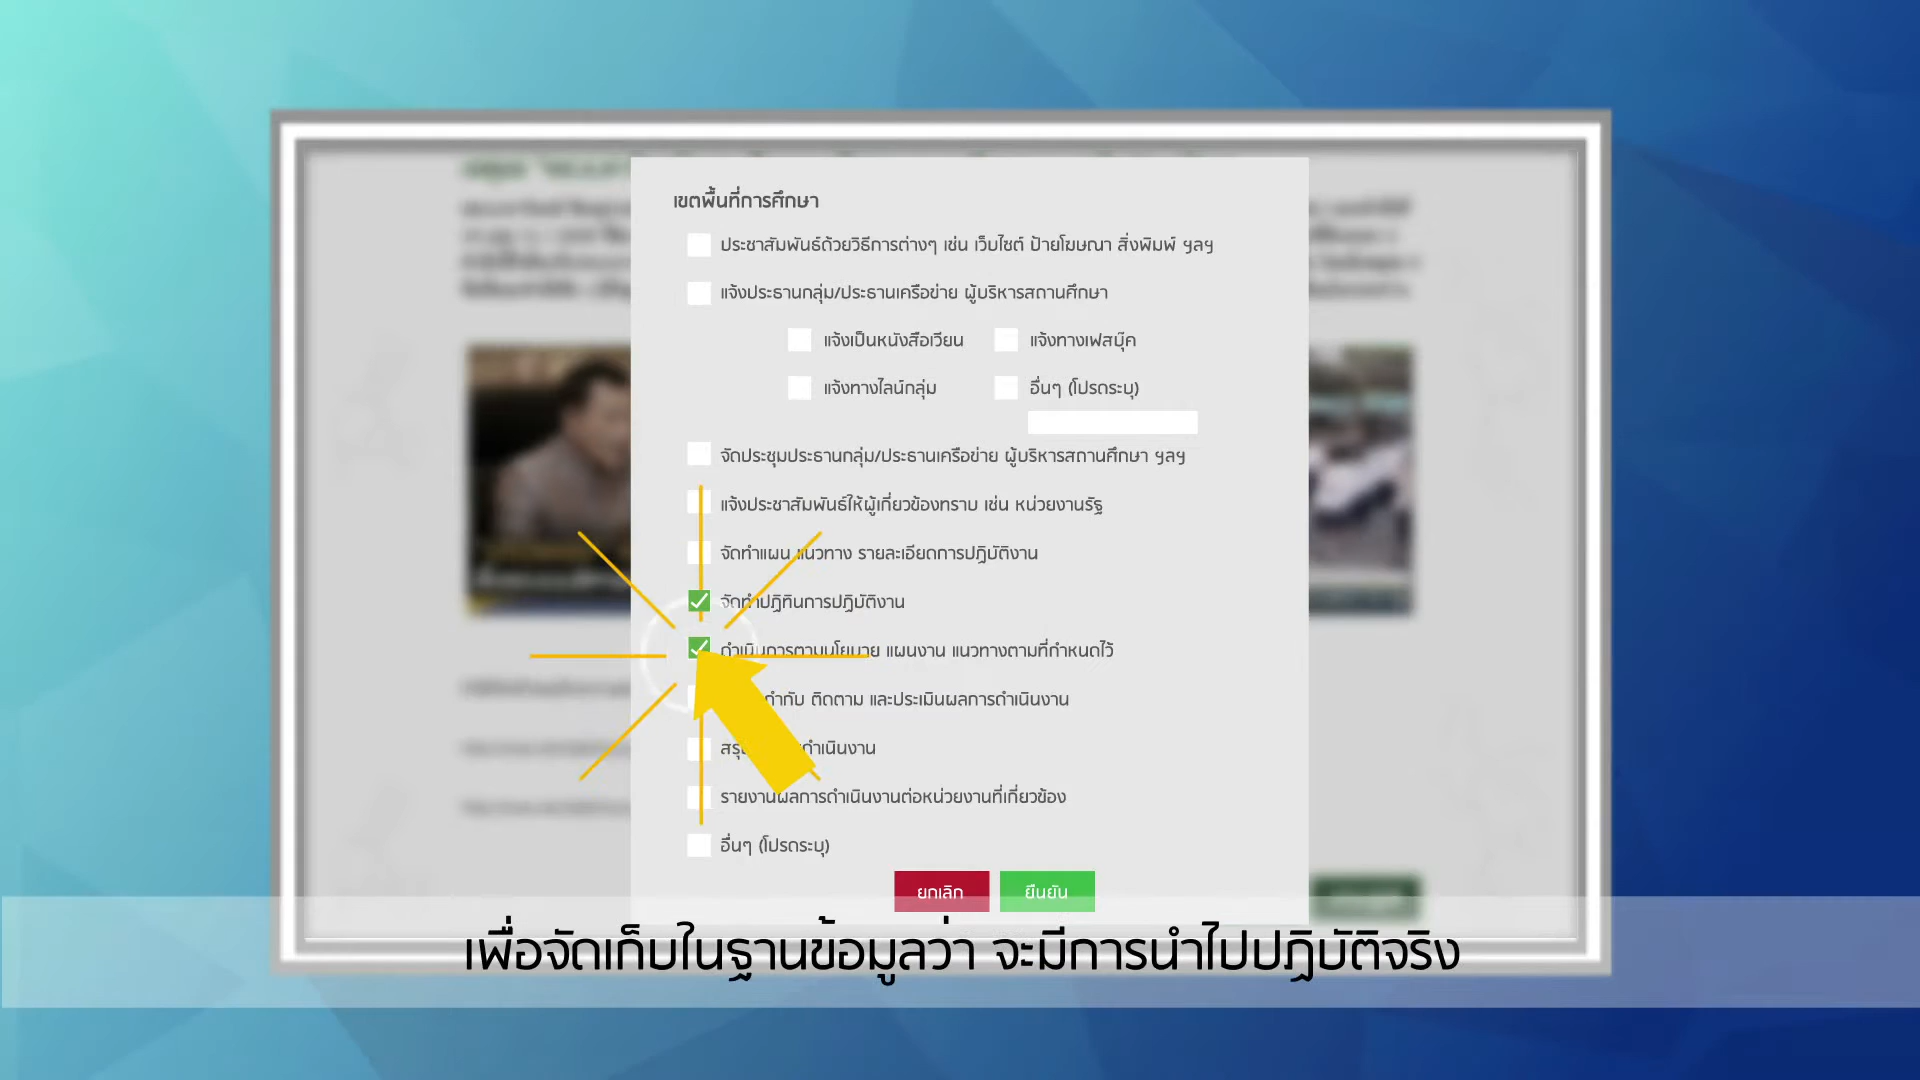 เขตพื้นที่การศึกษา
ประชาสัมพันธ์ด้วยวิธีการต่างๆ เช่น เว็บไซต์ ป้ายโฆษณา สิ่งพิมพ์ ฯลฯ
แจ้งประธานกลุ่ม/ประธานเครือข่าย ผู้บริหารสถานศึกษา
แจ้งเป็นหนังสือเวียน แจ้งทางเฟสบุ๊ค
แจ้งทางไลน์กลุ่ม อื่นๆ (โปรดระบุ)
จัดประชุมประธานกลุ่ม/ประธานเครือข่าย ผู้บริหารสถานศึกษา ฯลฯ
แจ้งประชาสัมพันธ์ให้ผู้เกี่ยวข้องทราบ เช่น หน่วยงานรัฐ
จัดทำแผน แนวทาง รายละเอียดการปฏิบัติงาน
จัดทำปฏิทินการปฏิบัติงาน
ดำเนินการตามนโยบาย แผนงาน แนวทางตามที่กำหนดไว้
กำกับ ติดตาม และประเมินผลการดำเนินงาน
ดำเนินงาน
รายงานผลการดำเนินงานต่อหน่วยงานที่เกี่ยวข้อง
อื่นๆ (โปรดระบุ)
ยกเลิก ยืนยัน
เพื่อจัดเก็บในฐานข้อมูลว่า จะมีการนำไปปฏิบัติจริง